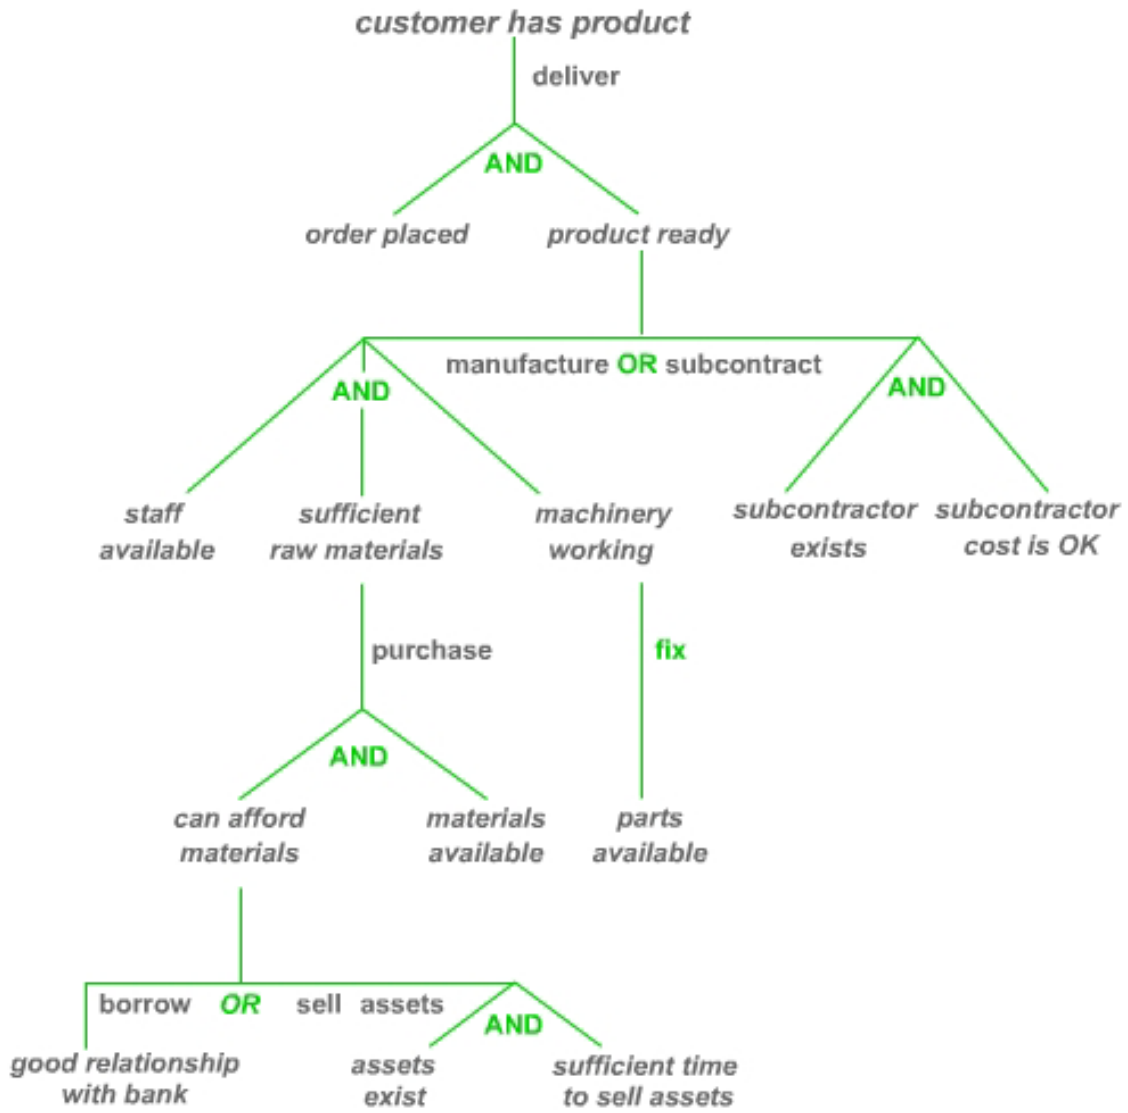 customer has product
deliver
AND
order placed product ready
manufacture OR subcontract
AND AND
staff available
sufficient raw materials
machinery working
subcontractor exists
subcontractor cost is OK
purchase
fix
AND
can afford materials
materials available
parts available
borrow OR sell assets
AND
good relationship with bank
assets exist
sufficient time to sell assets